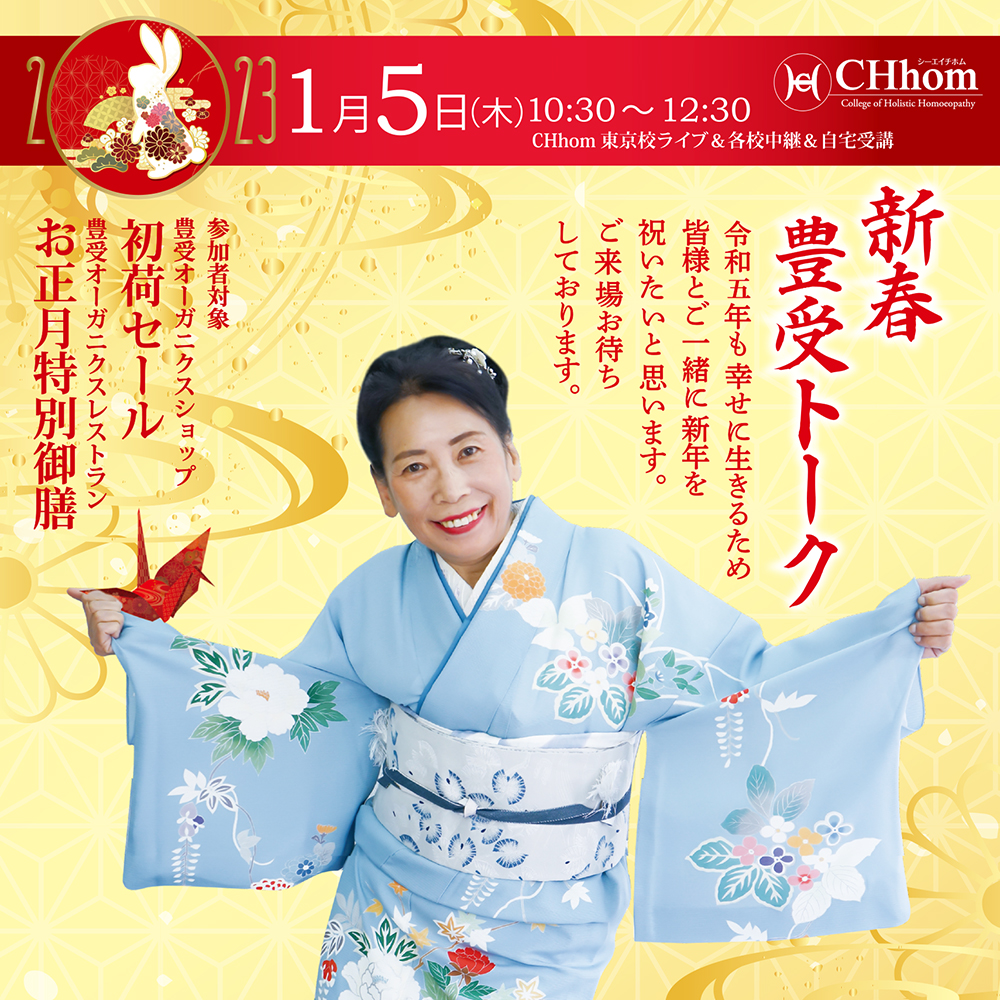 2023
1月5日(木)10:30〜12:30
CHhom 東京校ライブ&各校中継&自宅受講
シーエイチホム
CHhom
College of Holistic Homoeopathy
新春
豊受トーク
令和五年も幸せに生きるため
皆様とご一緒に新年を
祝いたいと思います。
ご来場お待ち
しております。
参加者対象
豊受オーガニクスショップ
初荷セール
豊受オーガニクスレストラン
お正月特別御膳